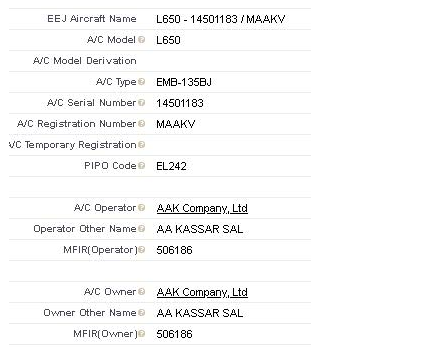 EEJ Aircraft Name L650 - 14501183 / MAAKV
A/C Model L650
A/C Model Derivation
A/C Type EMB-135BJ
A/C Serial Number 14501183
A/C Registration Number MAAKV
A/C Temporary Registration
PIPO Code EL242
A/C Operator AAK Company, Ltd
Operator Other Name AA KASSAR SAL
MFIR(Operator) 506186
A/C Owner AAK Company, Ltd
Owner Other Name AA KASSAR SAL
MFIR(Owner) 506186